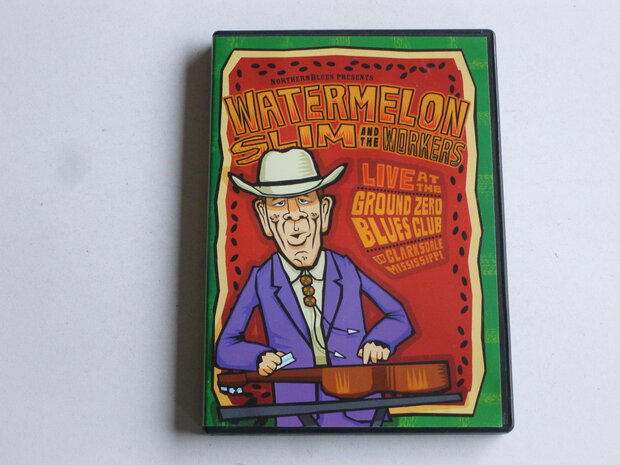 NORTHERNBLUES PRESENTS
WATERMELON
SLIM AND THE WORKERS
LIVE AT THE
GROUND ZERO
BLUES CLUB
IN CLARKSDALE
MISSISSIPPI